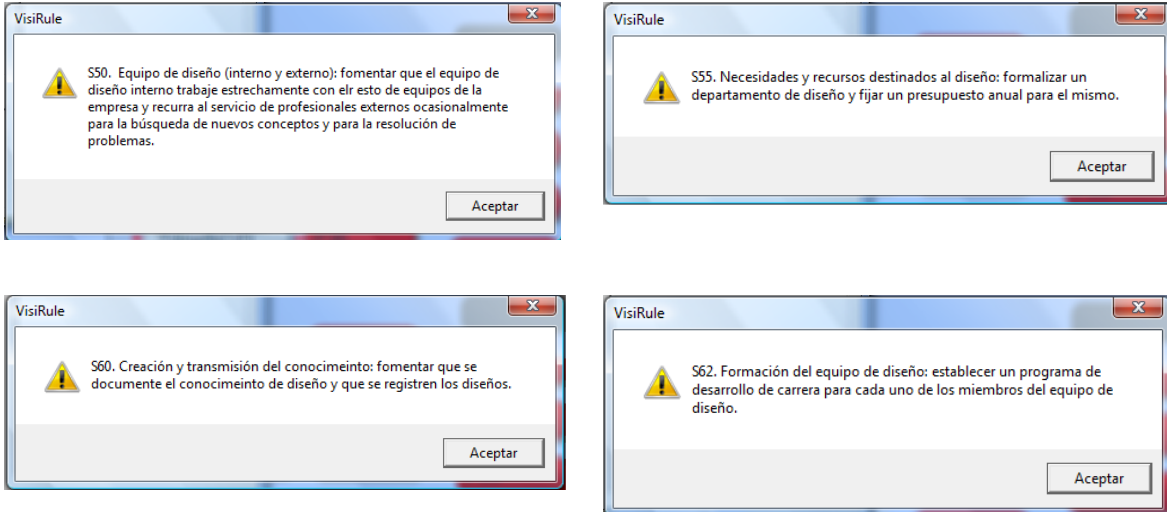 VisiRule
S50.  Equipo de diseño (interno y externo): fomentar que el equipo de
diseño interno trabaje estrechamente con elr esto de equipos de la
empresa y recurra al servicio de profesionales externos ocasionalmente
para la búsqueda de nuevos conceptos y para la resolución de
problemas.
Aceptar
VisiRule
S55. Necesidades y recursos destinados al diseño: formalizar un
departamento de diseño y fijar un presupuesto anual para el mismo.
Aceptar
VisiRule
S60. Creación y transmisión del conocimeinto: fomentar que se
documente el conocimeinto de diseño y que se registren los diseños.
Aceptar
VisiRule
S62. Formación del equipo de diseño: establecer un programa de
desarrollo de carrera para cada uno de los miembros del equipo de
diseño.
Aceptar